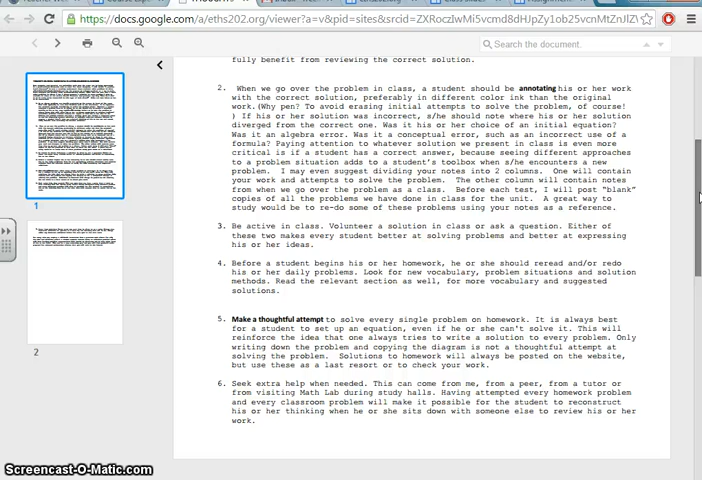 https://docs.google.com/a/eths202.org/viewer?a=v&pid=sites&srcid=ZXRoczIwMi5vcmd8dHJpZy1ob25vcnMtZnJlZ
Search the document.
fully benefit from reviewing the correct solution.
2. When we go over the problem in class, a student should be annotating his or her work
with the correct solution, preferably in different color ink than the original
work.(Why pen? To avoid erasing initial attempts to solve the problem, of course!
) If his or her solution was incorrect, s/he should note where his or her solution
diverged from the correct one. Was it his or her choice of an initial equation?
Was it an algebra error. Was it a conceptual error, such as an incorrect use of a
formula? Paying attention to whatever solution we present in class is even more
critical is if a student has a correct answer, because seeing different approaches
to a problem situation adds to a student's toolbox when s/he encounters a new
problem. I may even suggest dividing your notes into 2 columns. One will contain
your work and attempts to solve the problem. The other column will contain notes
from when we go over the problem as a class. Before each test, I will post "blank"
copies of all the problems we have done in class for the unit. A great way to
study would be to re-do some of these problems using your notes as a reference.
3. Be active in class. Volunteer a solution in class or ask a question. Either of
these two makes every student better at solving problems and better at expressing
his or her ideas.
4. Before a student begins his or her homework, he or she should reread and/or redo
his or her daily problems. Look for new vocabulary, problem situations and solution
methods. Read the relevant section as well, for more vocabulary and suggested
solutions.
5. Make a thoughtful attempt to solve every single problem on homework. It is always best
for a student to set up an equation, even if he or she can't solve it. This will
reinforce the idea that one always tries to write a solution to every problem. Only
writing down the problem and copying the diagram is not a thoughtful attempt at
solving the problem. Solutions to homework will always be posted on the website,
but use these as a last resort or to check your work.
6. Seek extra help when needed. This can come from me, from a peer, from a tutor or
from visiting Math Lab during study halls. Having attempted every homework problem
and every classroom problem will make it possible for the student to reconstruct
his or her thinking when he or she sits down with someone else to review his or her
work.
1
2
Screencast-O-Matic.com